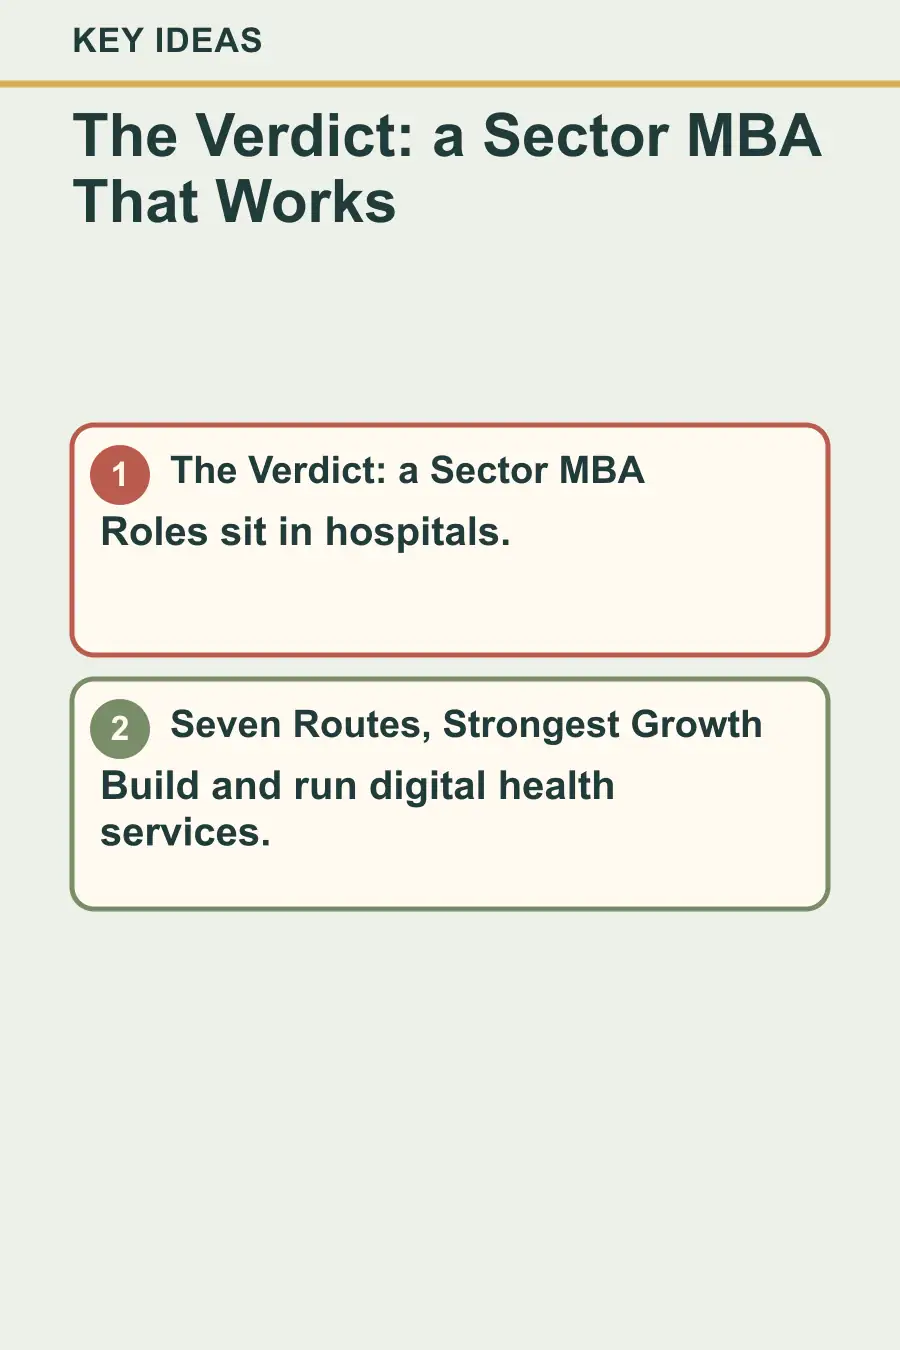 KEY IDEAS
The Verdict: a Sector MBA
That Works
1 The Verdict: a Sector MBA
Roles sit in hospitals.
2 Seven Routes, Strongest Growth
Build and run digital health
services.